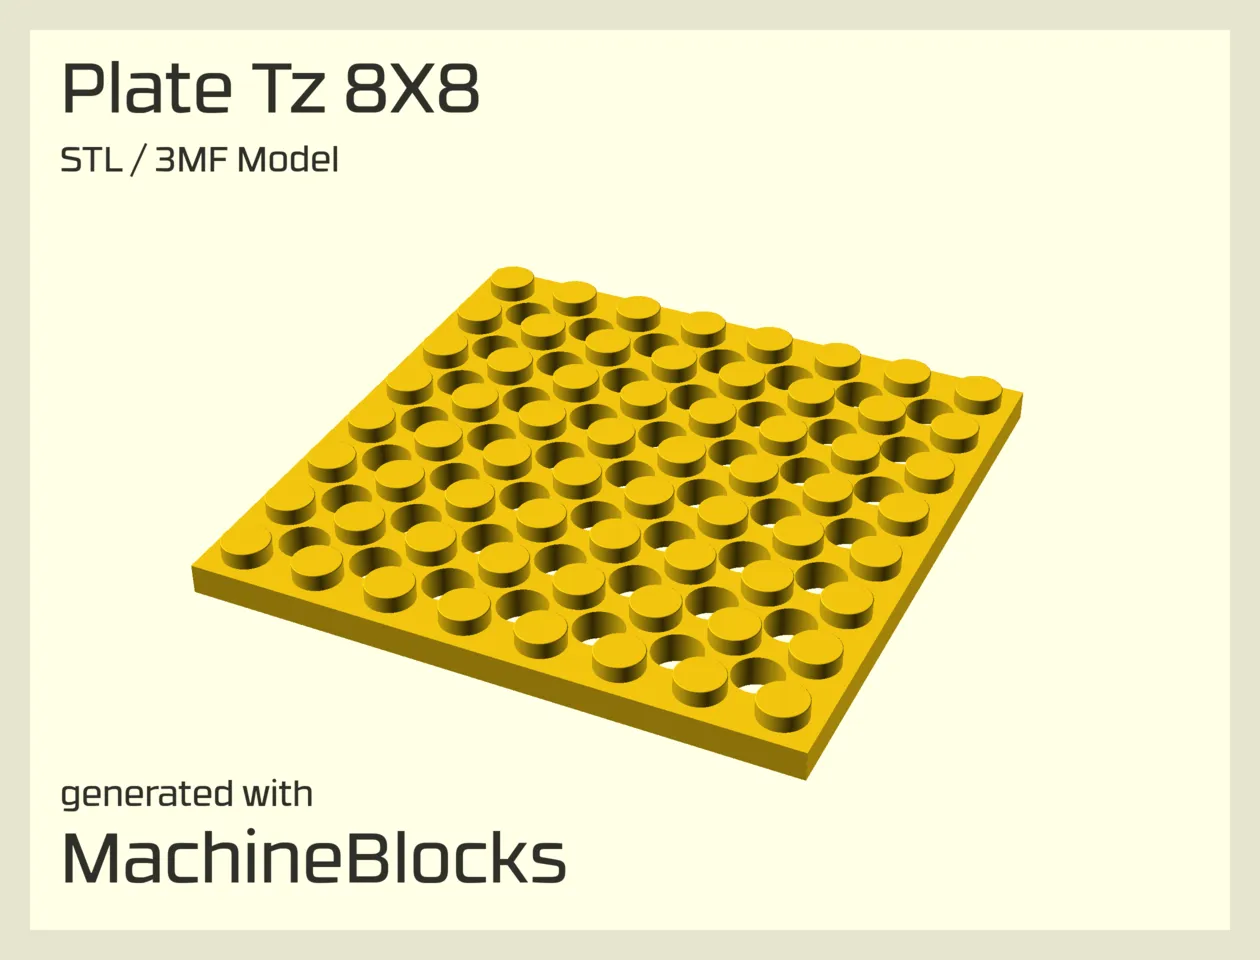 Plate Tz 8X8
STL / 3MF Model
generated with
MachineBlocks